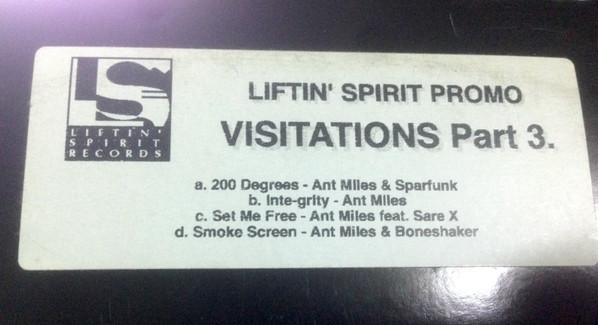 LIFTIN'
SPIRIT
RECORDS
LIFTIN' SPIRIT PROMO
VISITATIONS Part 3.
a. 200 Degrees - Ant Miles & Sparfunk
b. Inte-grity - Ant Miles
c. Set Me Free - Ant Miles feat. Sare X
d. Smoke Screen - Ant Miles & Boneshaker